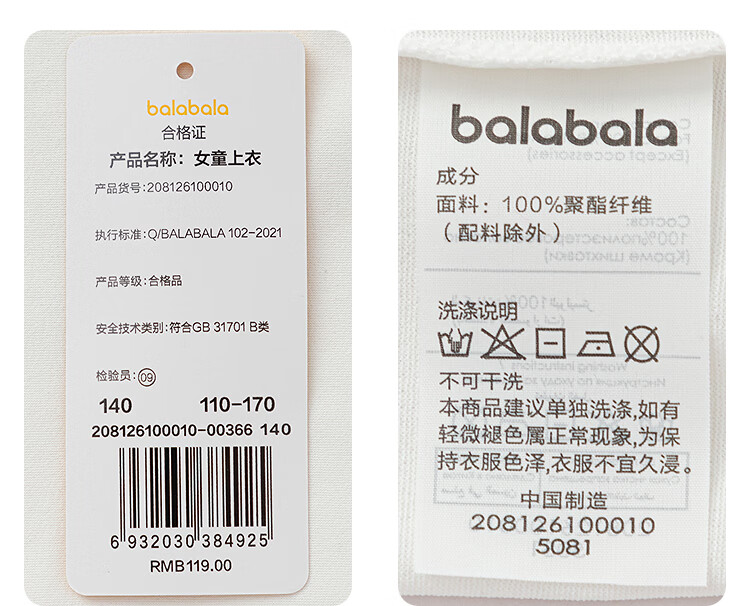 balabala
合格证
产品名称：女童上衣
产品货号:208126100010
执行标准:Q/BALABALA 102-2021
产品等级:合格品
安全技术类别:符合GB 31701 B类
检验员:09
140 110-170
208126100010-00366 140
6 932030 384925
RMB119.00
balabala
成分
面料：100%聚酯纤维
（配料除外）
洗涤说明
不可干洗
本商品建议单独洗涤,如有
轻微褪色属正常现象,为保
持衣服色泽,衣服不宜久浸。
中国制造
208126100010
5081